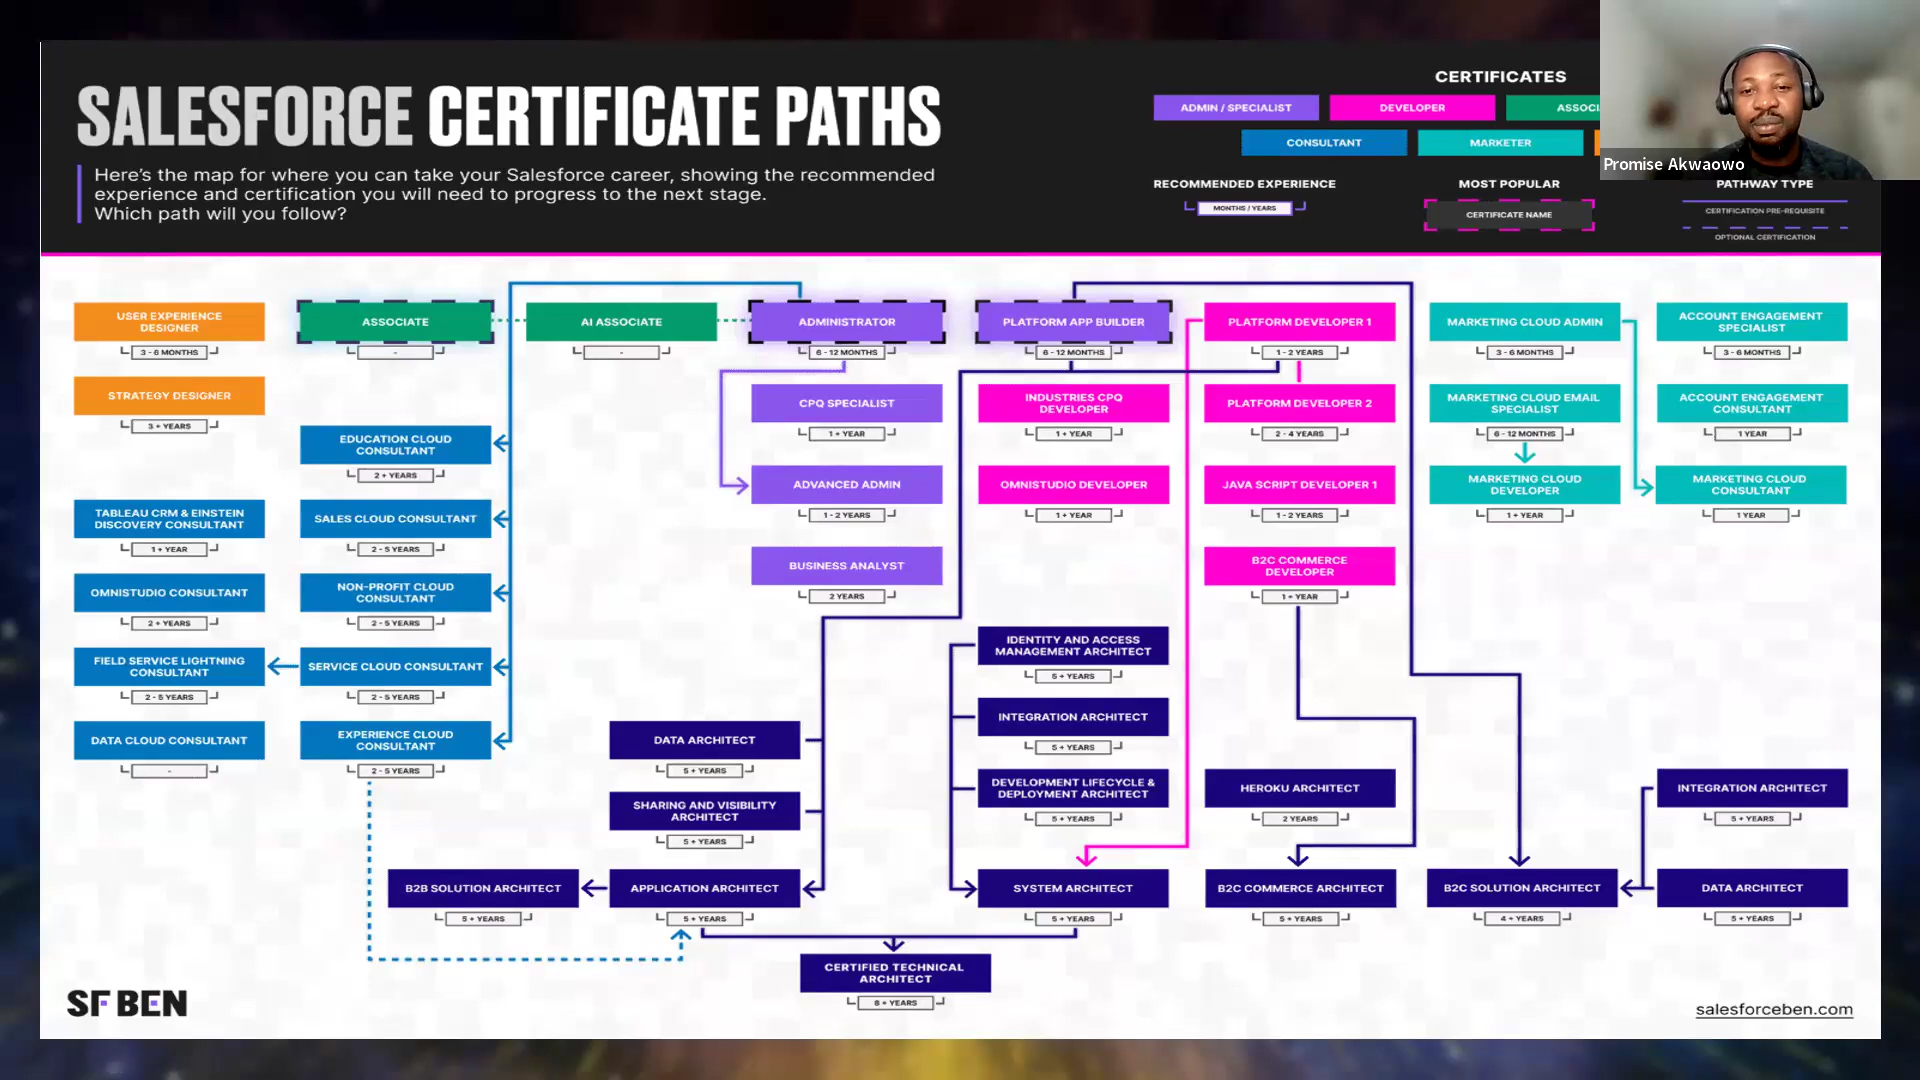 SALESFORCE CERTIFICATE PATHS
Here's the map for where you can take your Salesforce career, showing the recommended
experience and certification you will need to progress to the next stage.
Which path will you follow?
CERTIFICATES
ADMIN / SPECIALIST
DEVELOPER
CONSULTANT
MARKETER
RECOMMENDED EXPERIENCE
MONTHS / YEARS
MOST POPULAR
CERTIFICATE NAME
PATHWAY TYPE
CERTIFICATION PRE-REQUISITE
OPTIONAL CERTIFICATION
Promise Akwaowo
USER EXPERIENCE
DESIGNER
3 - 6 MONTHS
ASSOCIATE
-
AI ASSOCIATE
-
ADMINISTRATOR
6 - 12 MONTHS
PLATFORM APP BUILDER
6 - 12 MONTHS
PLATFORM DEVELOPER 1
1 - 2 YEARS
MARKETING CLOUD ADMIN
3 - 6 MONTHS
ACCOUNT ENGAGEMENT
SPECIALIST
3 - 6 MONTHS
STRATEGY DESIGNER
3 + YEARS
CPQ SPECIALIST
1 + YEAR
INDUSTRIES CPQ
DEVELOPER
1 + YEAR
PLATFORM DEVELOPER 2
2 - 4 YEARS
MARKETING CLOUD EMAIL
SPECIALIST
6 - 12 MONTHS
ACCOUNT ENGAGEMENT
CONSULTANT
1 YEAR
EDUCATION CLOUD
CONSULTANT
2 + YEARS
ADVANCED ADMIN
1 - 2 YEARS
OMNISTUDIO DEVELOPER
1 + YEAR
JAVA SCRIPT DEVELOPER 1
1 - 2 YEARS
MARKETING CLOUD
DEVELOPER
1 + YEAR
MARKETING CLOUD
CONSULTANT
1 YEAR
TABLEAU CRM & EINSTEIN
DISCOVERY CONSULTANT
1 + YEAR
SALES CLOUD CONSULTANT
2 - 5 YEARS
BUSINESS ANALYST
2 YEARS
B2C COMMERCE
DEVELOPER
1 + YEAR
OMNISTUDIO CONSULTANT
2 + YEARS
NON-PROFIT CLOUD
CONSULTANT
2 - 5 YEARS
FIELD SERVICE LIGHTNING
CONSULTANT
2 - 5 YEARS
SERVICE CLOUD CONSULTANT
2 - 5 YEARS
IDENTITY AND ACCESS
MANAGEMENT ARCHITECT
5 + YEARS
INTEGRATION ARCHITECT
5 + YEARS
DATA CLOUD CONSULTANT
-
EXPERIENCE CLOUD
CONSULTANT
2 - 5 YEARS
DATA ARCHITECT
5 + YEARS
DEVELOPMENT LIFECYCLE &
DEPLOYMENT ARCHITECT
5 + YEARS
HEROKU ARCHITECT
2 YEARS
INTEGRATION ARCHITECT
5 + YEARS
SHARING AND VISIBILITY
ARCHITECT
5 + YEARS
B2B SOLUTION ARCHITECT
5 + YEARS
APPLICATION ARCHITECT
5 + YEARS
SYSTEM ARCHITECT
5 + YEARS
B2C COMMERCE ARCHITECT
5 + YEARS
B2C SOLUTION ARCHITECT
4 + YEARS
DATA ARCHITECT
5 + YEARS
CERTIFIED TECHNICAL
ARCHITECT
8 + YEARS
SF BEN
salesforceben.com